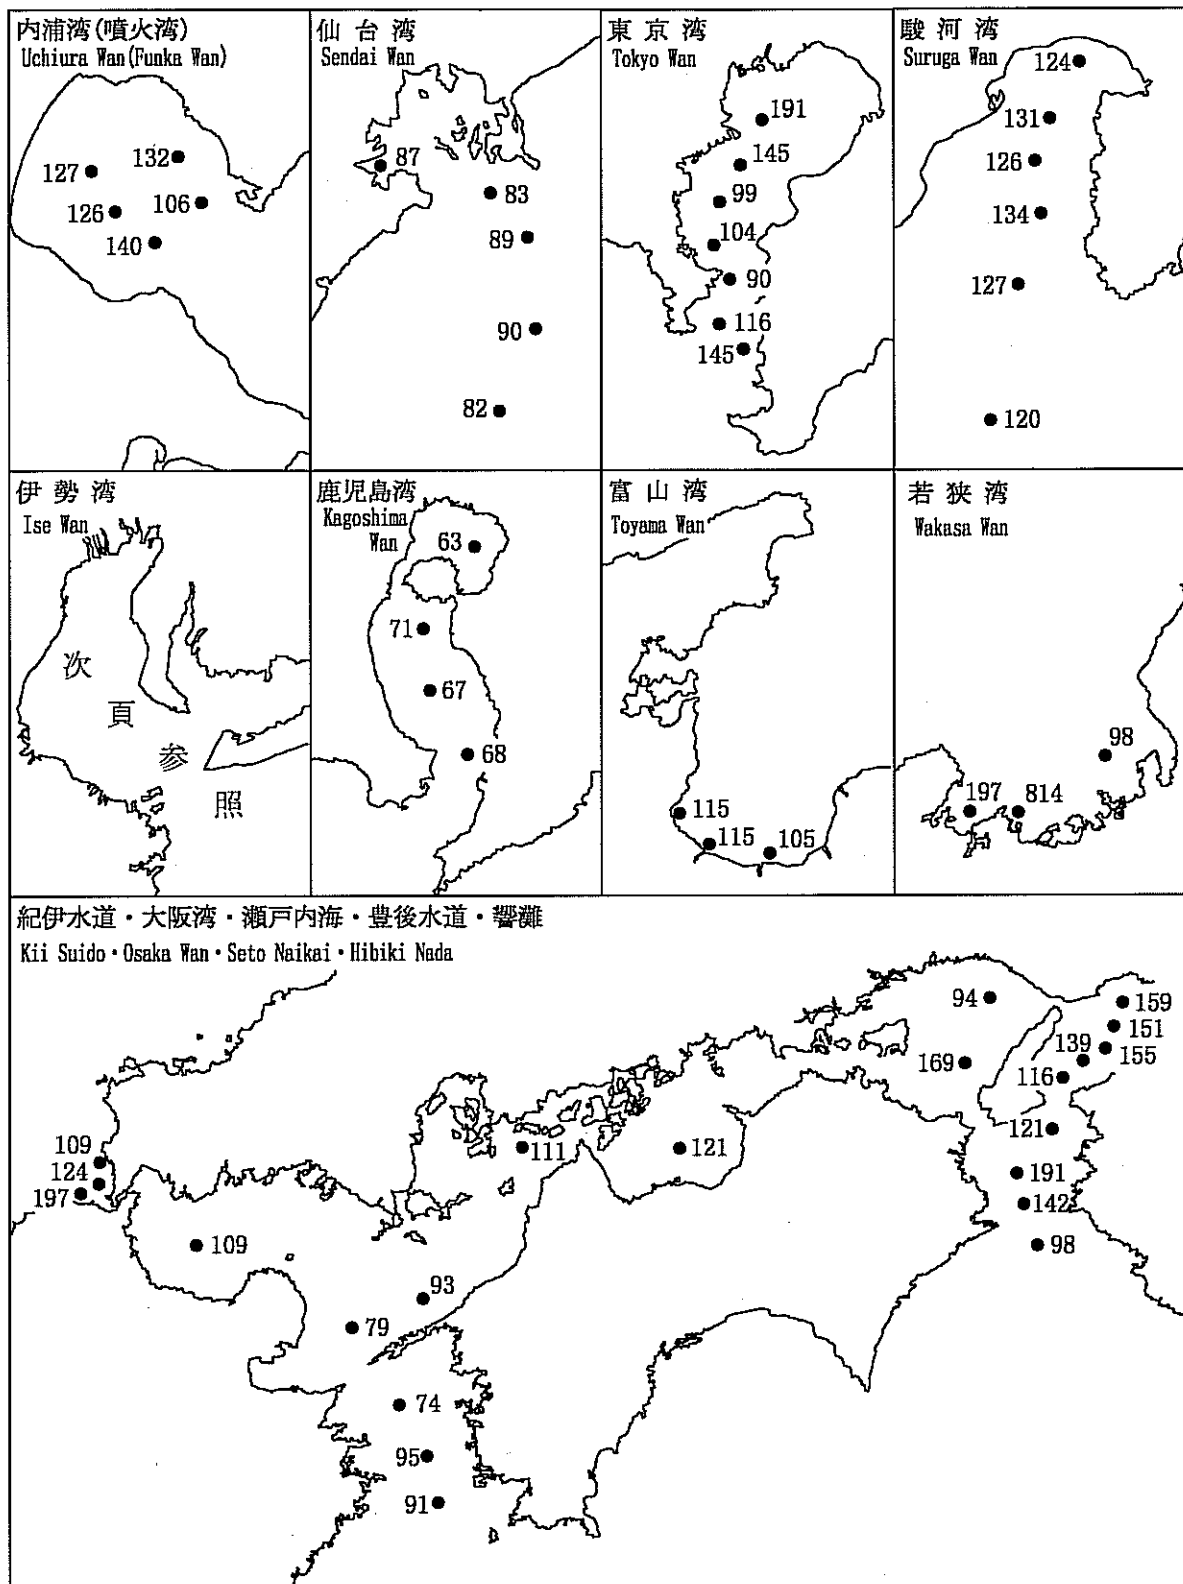 内浦湾(噴火湾)
Uchiura Wan(Funka Wan)
127
132
126
106
140
仙台湾
Sendai Wan
87
83
89
90
82
東京湾
Tokyo Wan
191
145
99
104
90
116
145
駿河湾
Suruga Wan
124
131
126
134
127
120
伊勢湾
Ise Wan
次
頁
参
照
鹿児島湾
Kagoshima
Wan
63
71
67
68
富山湾
Toyama Wan
115
115
105
若狭湾
Wakasa Wan
98
197
814
紀伊水道・大阪湾・瀬戸内海・豊後水道・響灘
Kii Suido・Osaka Wan・Seto Naikai・Hibiki Nada
94
159
151
139
155
169
116
121
111
121
109
124
197
191
142
109
98
93
79
74
95
91